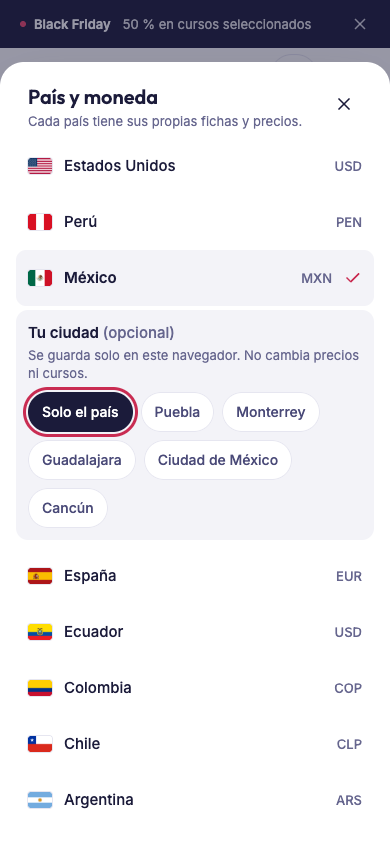 Black Friday 50 % en cursos seleccionados
País y moneda
Cada país tiene sus propias fichas y precios.
Estados Unidos USD
Perú PEN
México MXN
Tu ciudad (opcional)
Se guarda solo en este navegador. No cambia precios
ni cursos.
Solo el país Puebla Monterrey
Guadalajara Ciudad de México
Cancún
España EUR
Ecuador USD
Colombia COP
Chile CLP
Argentina ARS